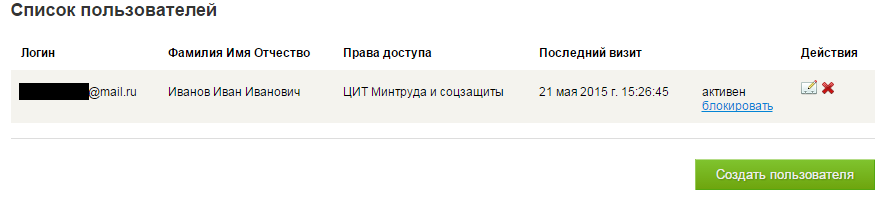 Список пользователей
Логин Фамилия Имя Отчество Права доступа Последний визит Действия
@mail.ru Иванов Иван Иванович ЦИТ Минтруда и соцзащиты 21 мая 2015 г. 15:26:45 активен
блокировать
Создать пользователя